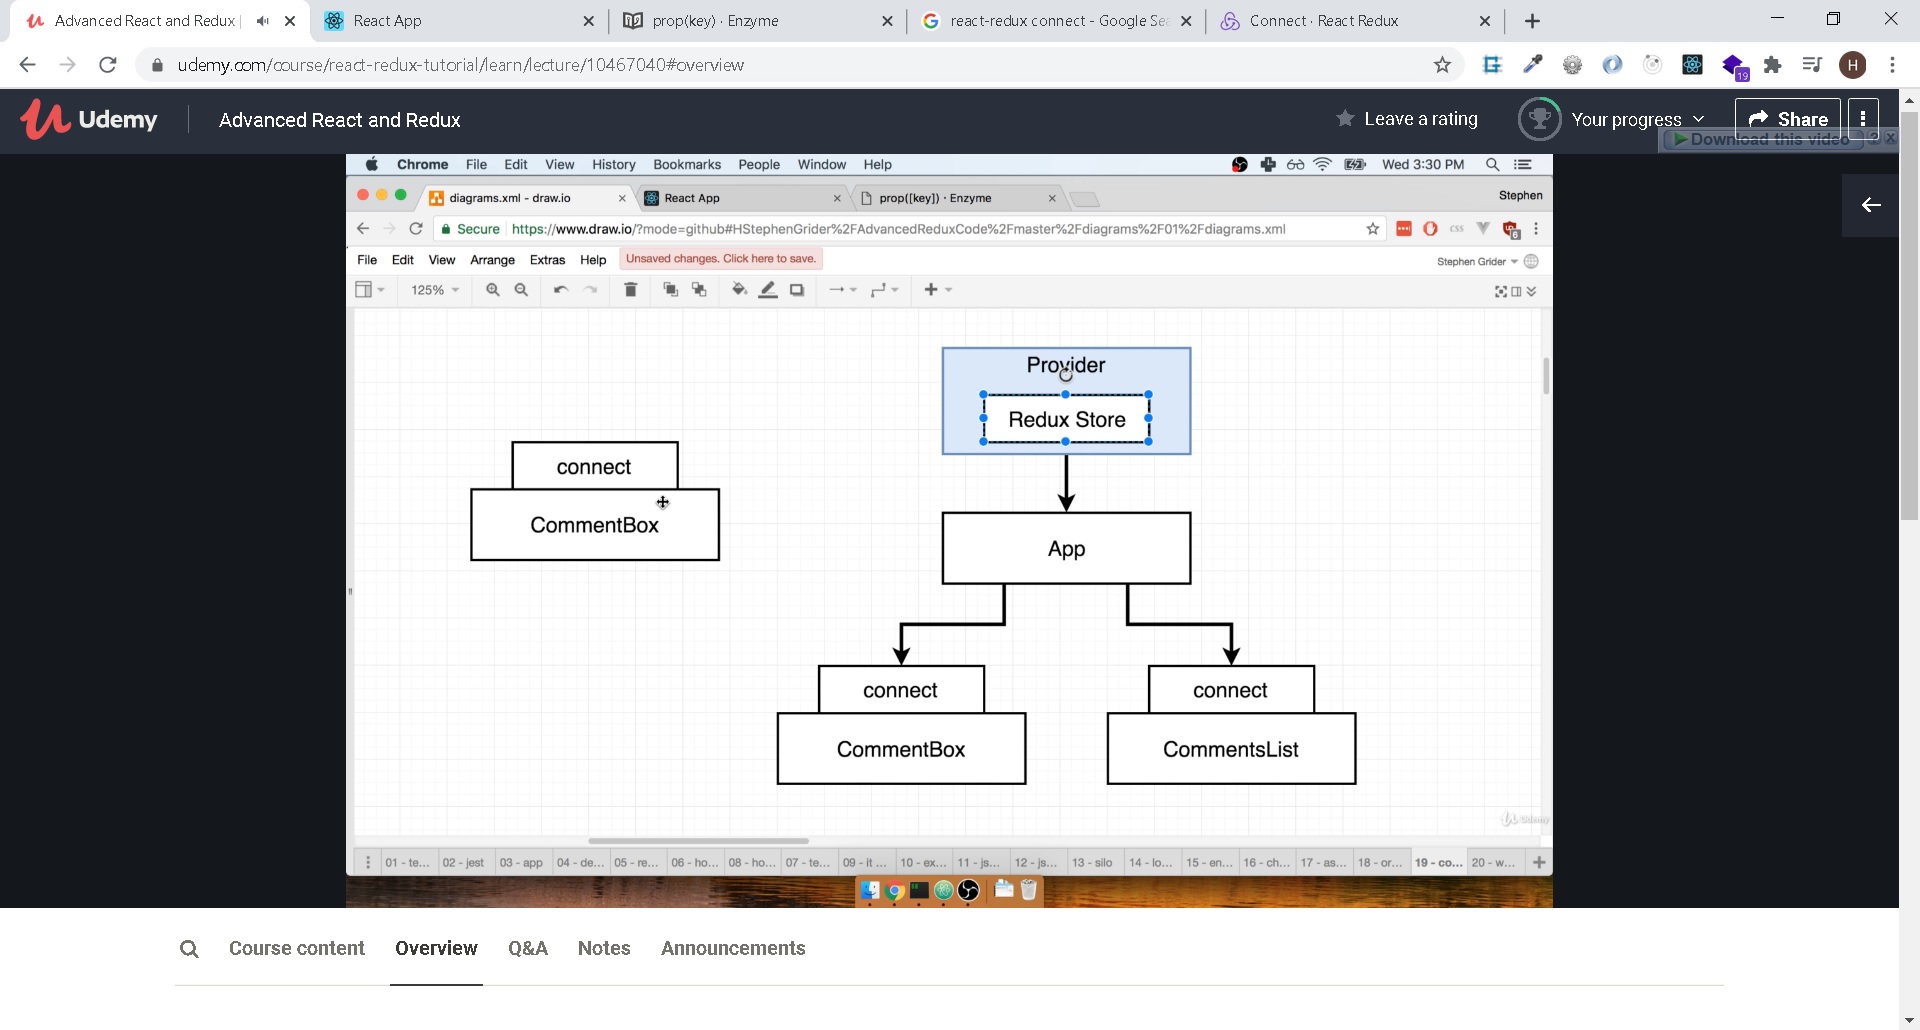 Advanced React and Redux
React App
prop(key) · Enzyme
react-redux connect - Google Se
Connect · React Redux
udemy.com/course/react-redux-tutorial/learn/lecture/10467040#overview
19
H
Udemy
Advanced React and Redux
Leave a rating
Your progress
Share
Download this video
?
Chrome File Edit View History Bookmarks People Window Help
Wed 3:30 PM
diagrams.xml - draw.io
React App
prop([key]) · Enzyme
Stephen
Secure https://www.draw.io/?mode=github#HStephenGrider%2FAdvancedReduxCode%2Fmaster%2Fdiagrams%2F01%2Fdiagrams.xml
css
6
File Edit View Arrange Extras Help
Unsaved changes. Click here to save.
Stephen Grider
125%
Provider
Redux Store
connect
CommentBox
App
connect
CommentBox
connect
CommentsList
Udemy
01 - te... 02 - jest 03 - app 04 - de... 05 - re... 06 - ho... 08 - ho... 07 - te... 09 - it ... 10 - ex... 11 - js... 12 - js... 13 - silo 14 - lo... 15 - en... 16 - ch... 17 - as... 18 - or... 19 - co... 20 - w...
Course content
Overview
Q&A
Notes
Announcements